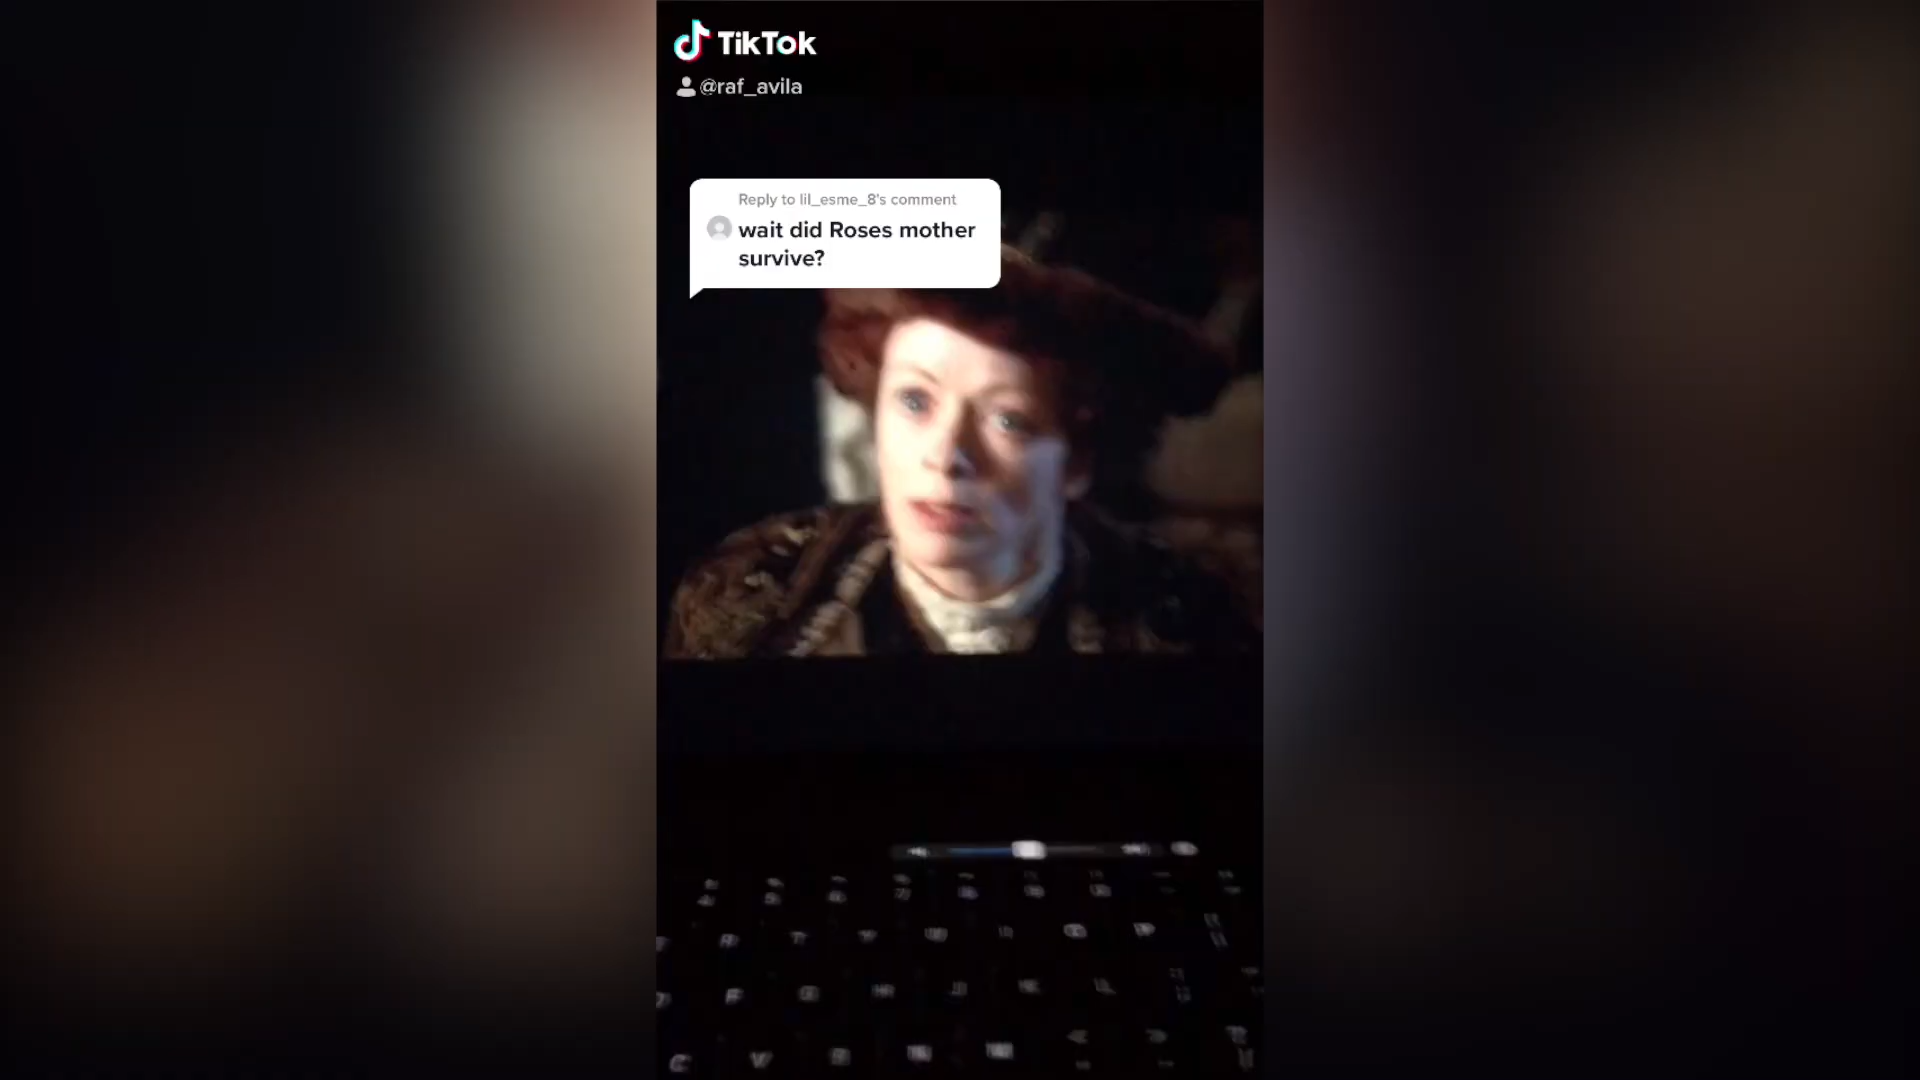 TikTok
@raf_avila
Reply to lil_esme_8's comment
wait did Roses mother
survive?
R T Y U I O P
F G H J K L
C V B N M